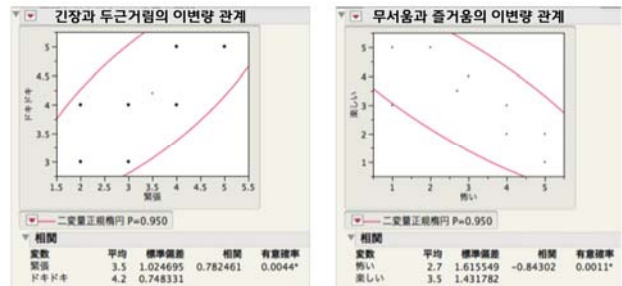 긴장과 두근거림의 이변량 관계
5
4.5
4
3.5
3
ドキドキ
1.5 2 2.5 3 3.5 4 4.5 5 5.5
緊張
二変量正規楕円 P=0.950
相関
変数 平均 標準偏差 相関 有意確率
緊張 3.5 1.024695 0.782461 0.0044*
ドキドキ 4.2 0.748331
무서움과 즐거움의 이변량 관계
5
4
3
2
1
楽しい
1 2 3 4 5
怖い
二変量正規楕円 P=0.950
相関
変数 平均 標準偏差 相関 有意確率
怖い 2.7 1.615549 -0.84302 0.0011*
楽しい 3.5 1.431782